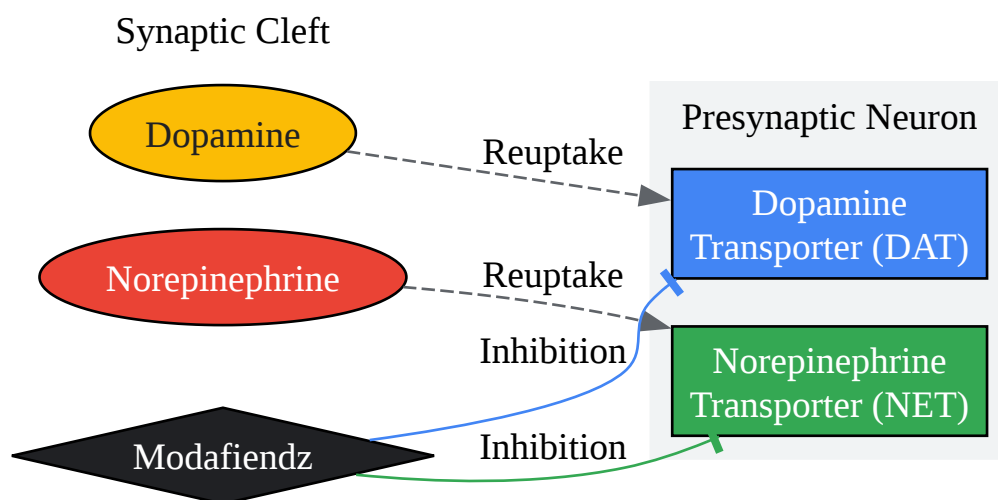 Synaptic Cleft
Dopamine
Reuptake
Presynaptic Neuron
Dopamine
Transporter (DAT)
Norepinephrine
Reuptake
Inhibition
Norepinephrine
Transporter (NET)
Modafiendz
Inhibition